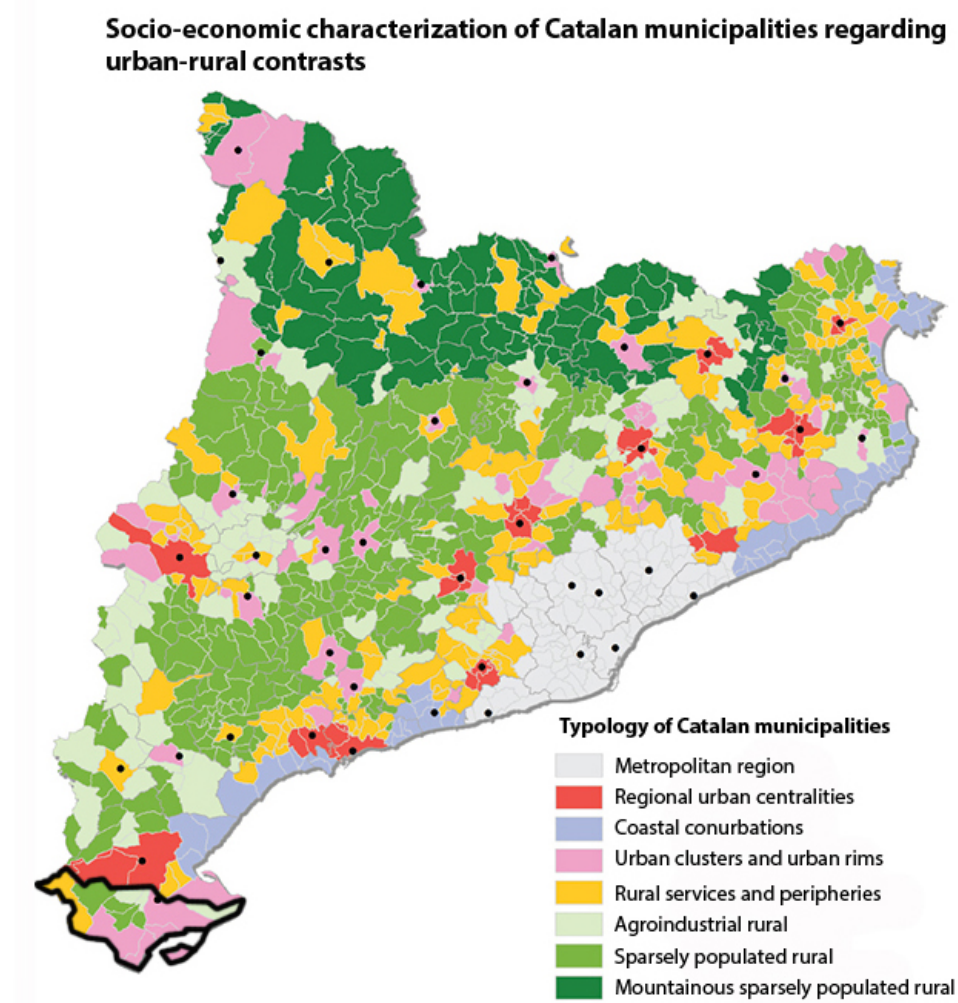 Socio-economic characterization of Catalan municipalities regarding
urban-rural contrasts
Typology of Catalan municipalities
Metropolitan region
Regional urban centralities
Coastal conurbations
Urban clusters and urban rims
Rural services and peripheries
Agroindustrial rural
Sparsely populated rural
Mountainous sparsely populated rural